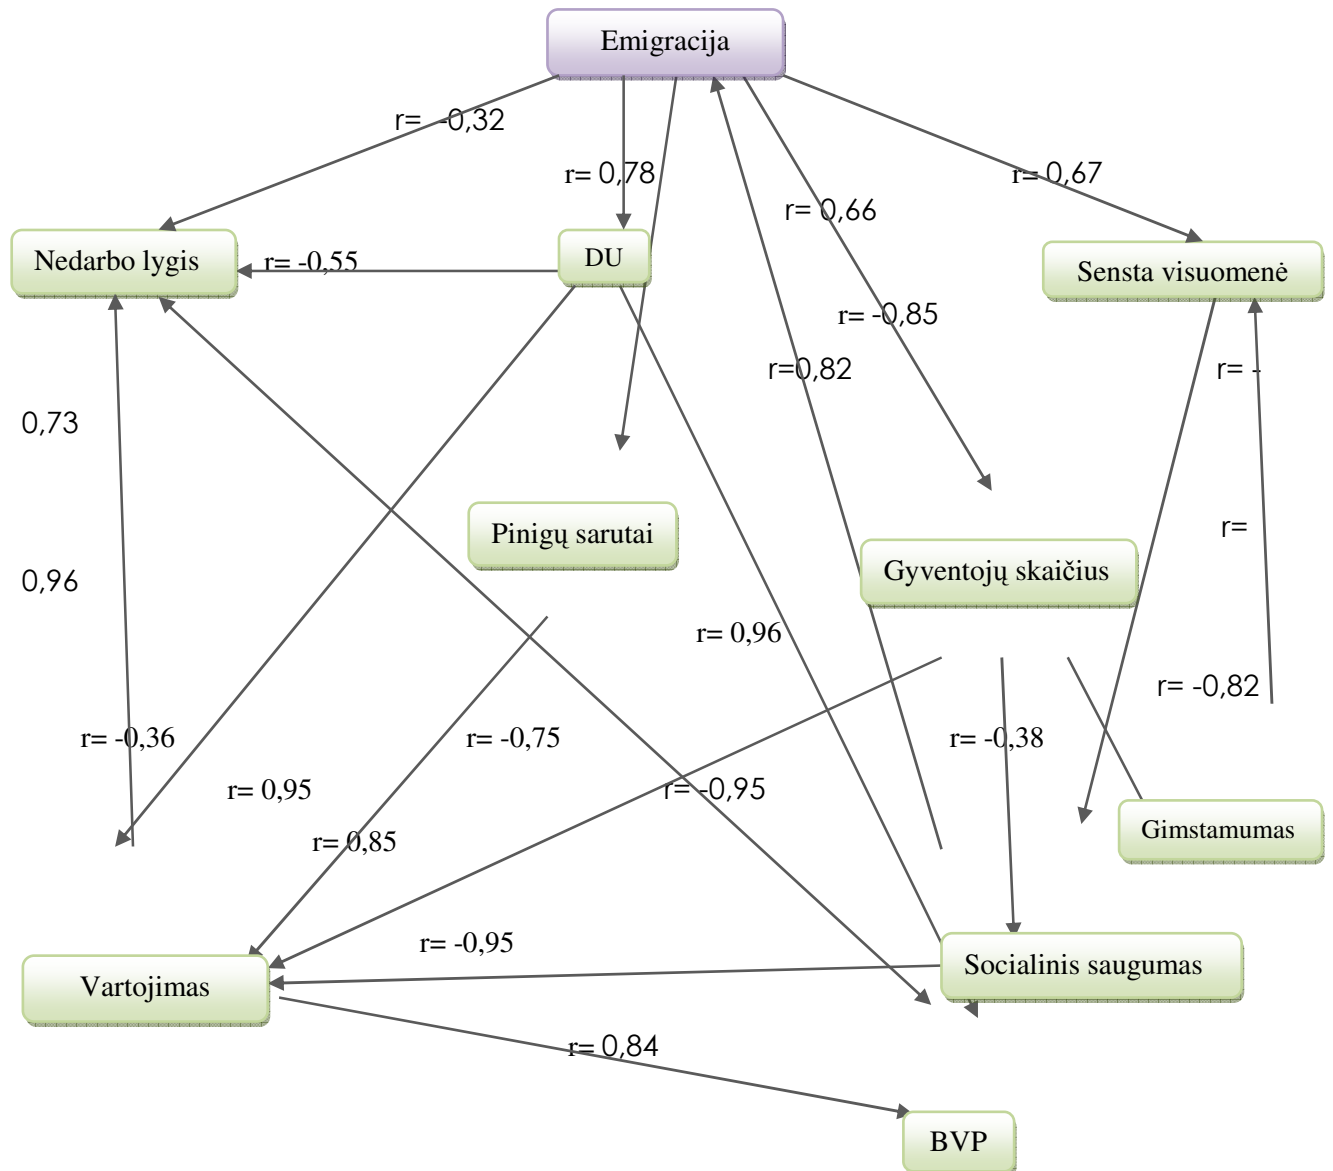 Emigracija
r= -0,32
r= 0,78
r= 0,67
r= 0,66
Nedarbo lygis
r= -0,55
DU
Sensta visuomenė
r= -0,85
r=0,82
r= -
0,73
r=
Pinigų sarutai
Gyventojų skaičius
0,96
r= 0,96
r= -0,82
r= -0,36
r= -0,75
r= -0,38
r= 0,95
r= -0,95
r= 0,85
Gimstamumas
r= -0,95
Socialinis saugumas
Vartojimas
r= 0,84
BVP